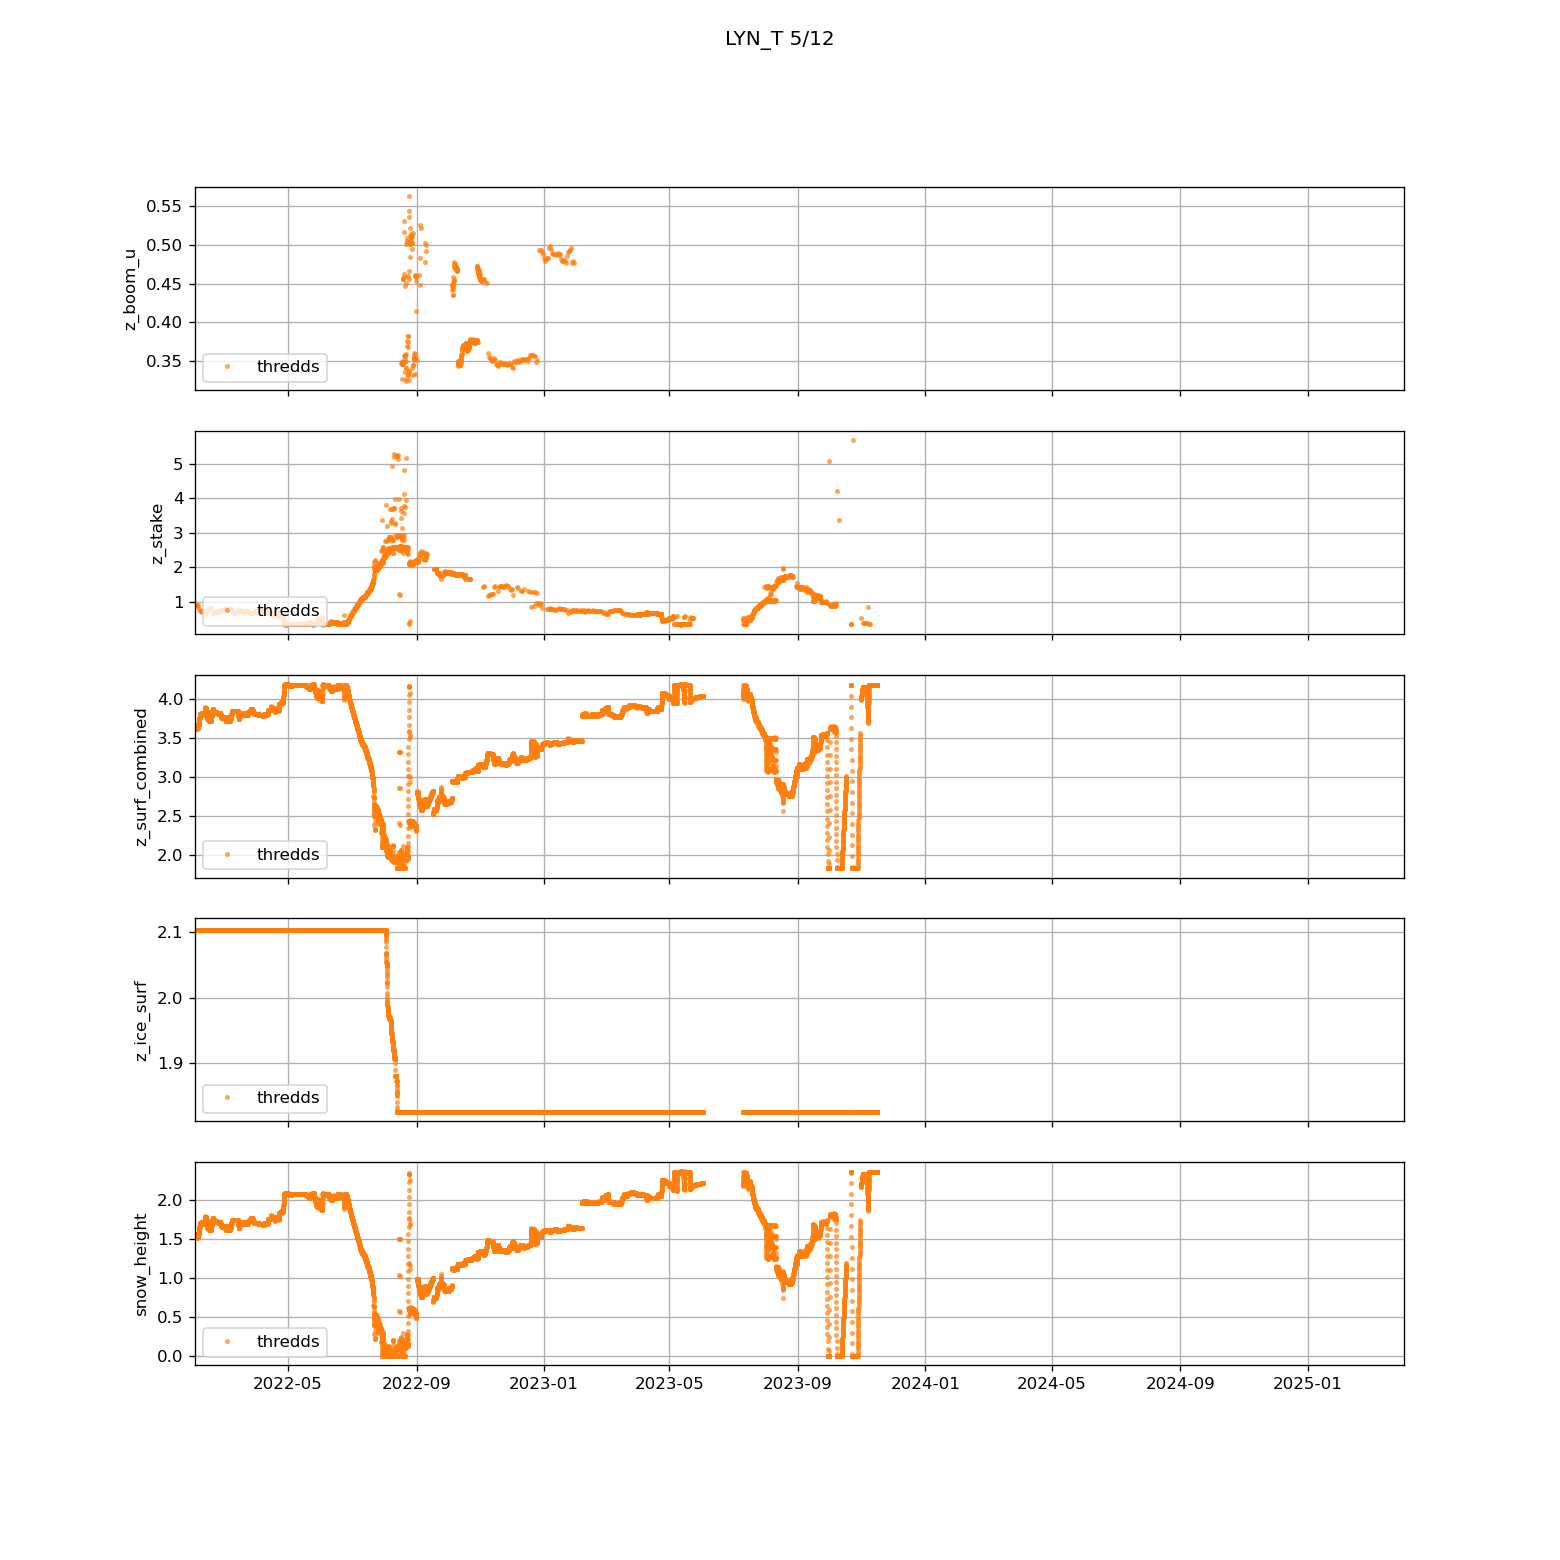 LYN_T 5/12
z_boom_u
0.55
0.50
0.45
0.40
0.35
thredds
z_stake
5
4
3
2
1
thredds
z_surf_combined
4.0
3.5
3.0
2.5
2.0
thredds
z_ice_surf
2.1
2.0
1.9
thredds
snow_height
2.0
1.5
1.0
0.5
0.0
thredds
2022-05 2022-09 2023-01 2023-05 2023-09 2024-01 2024-05 2024-09 2025-01